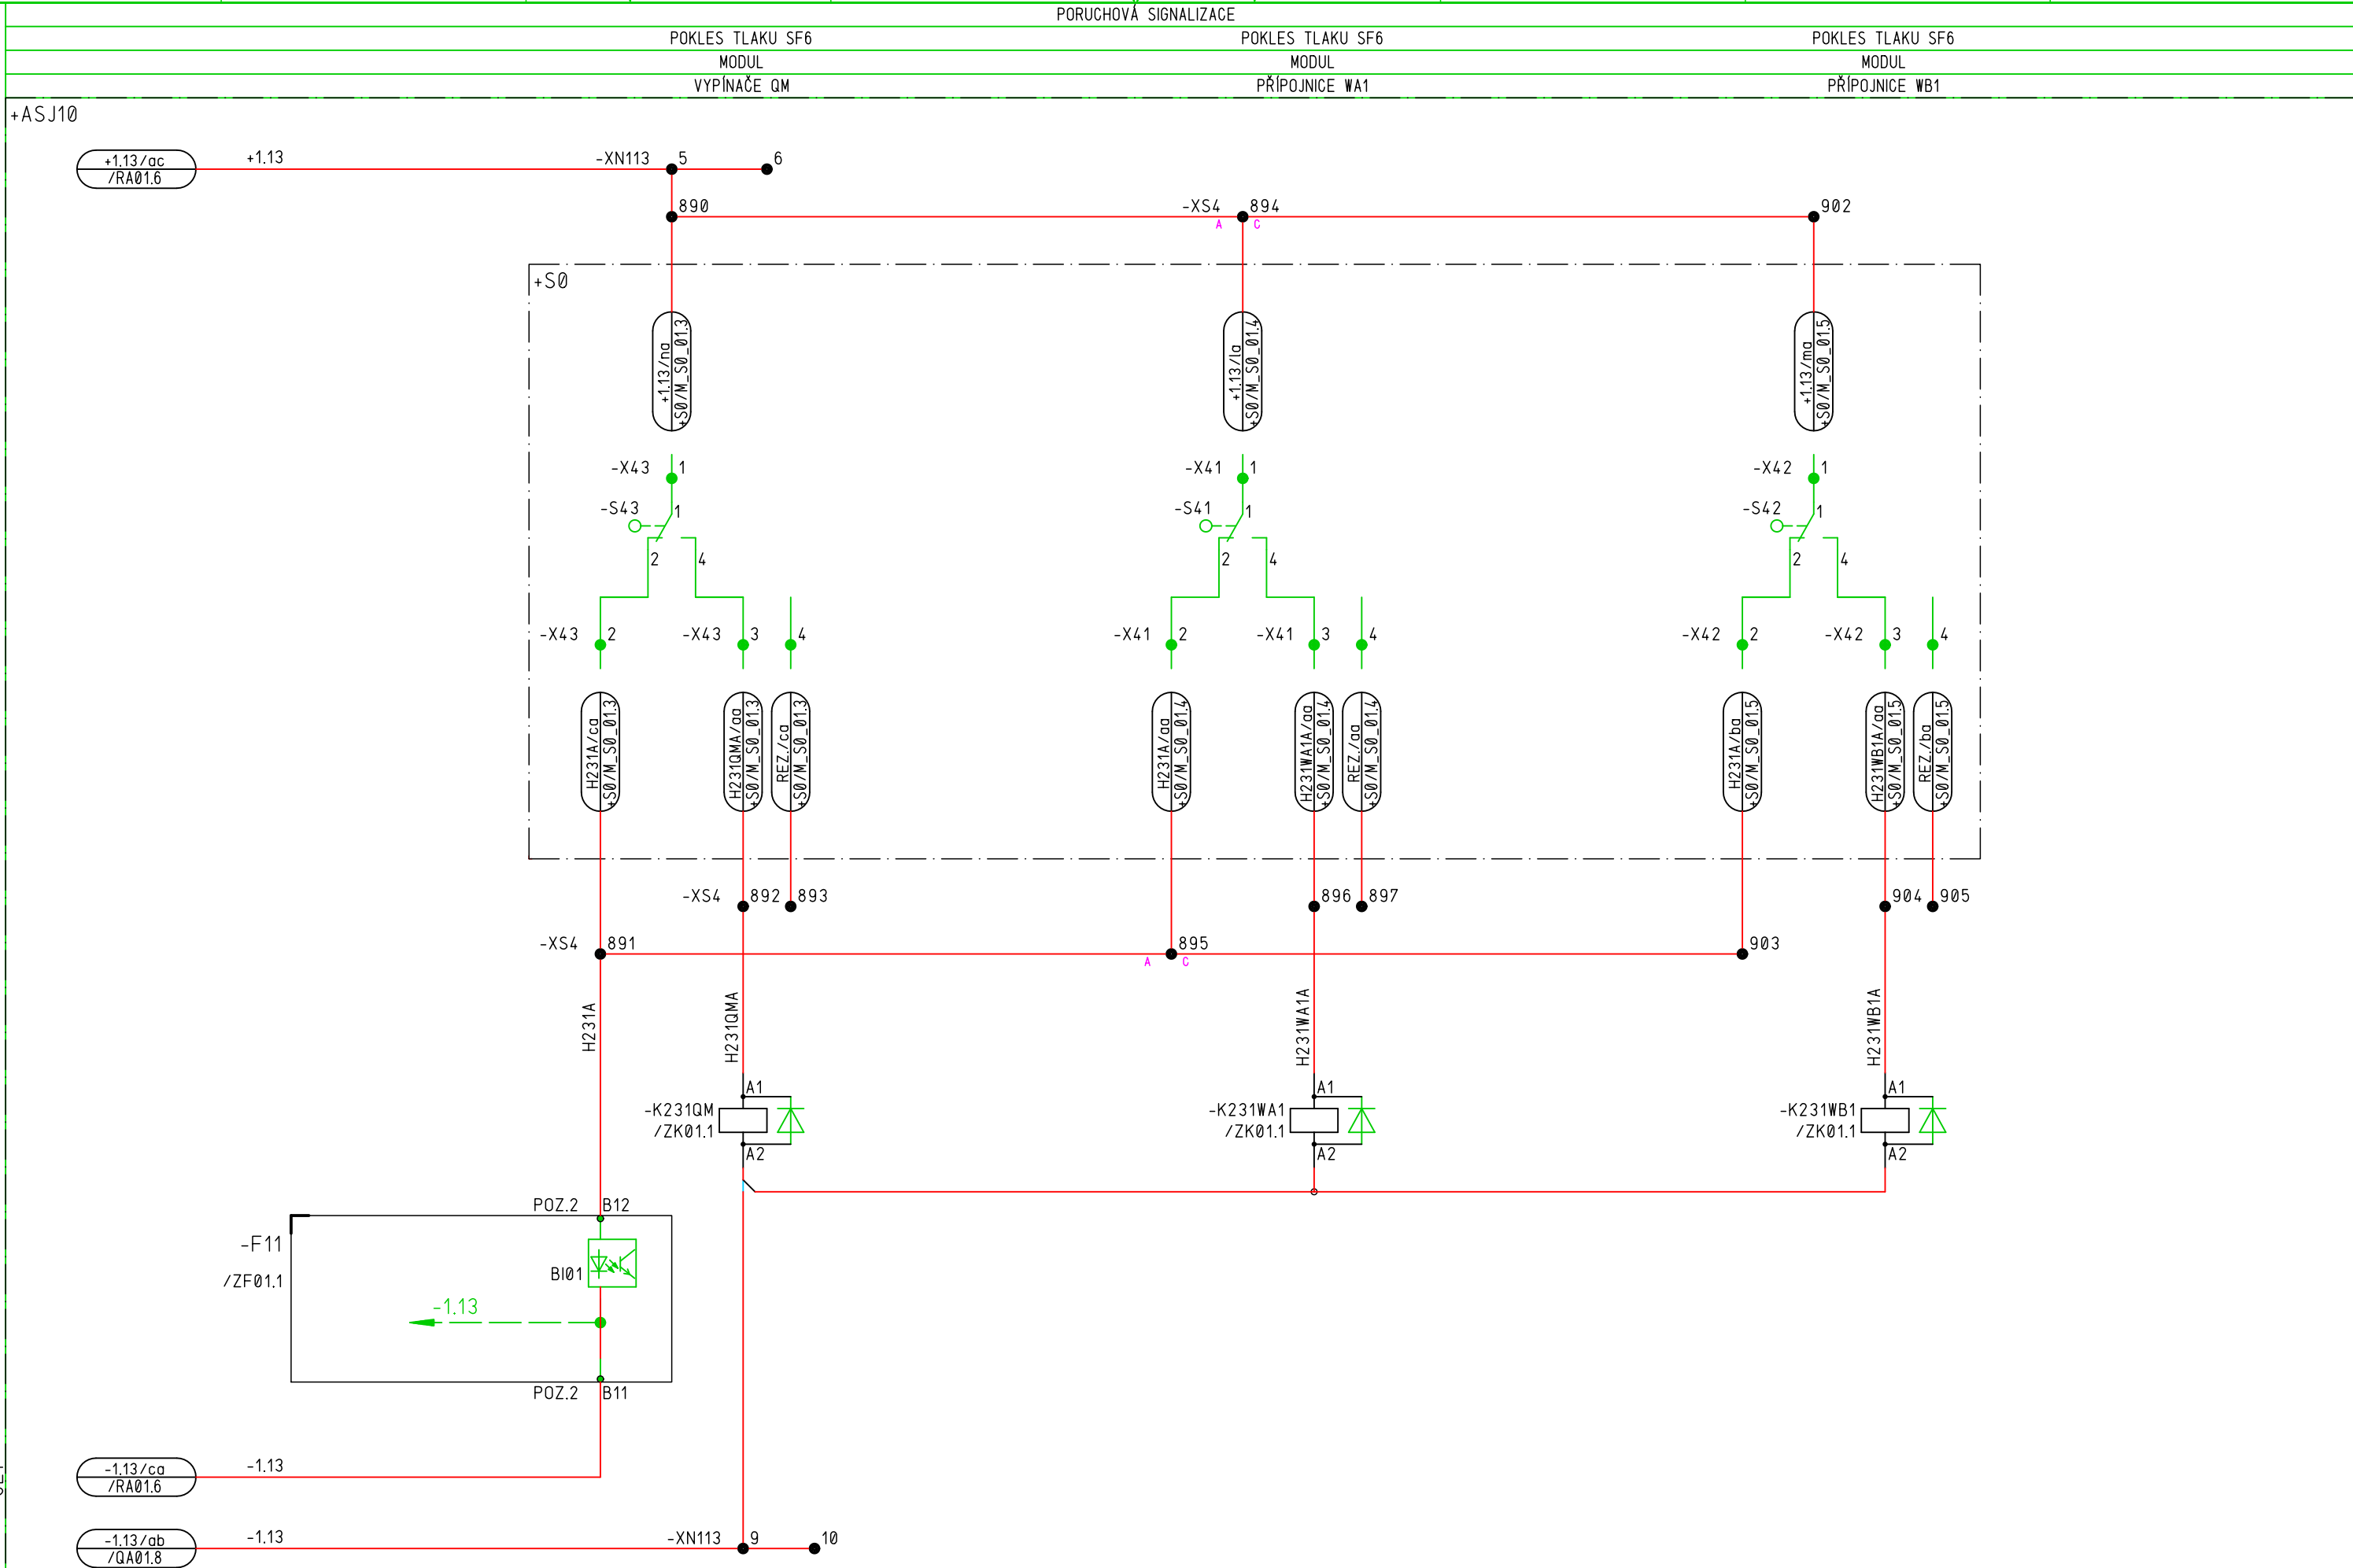 PORUCHOVÁ SIGNALIZACE
POKLES TLAKU SF6 POKLES TLAKU SF6 POKLES TLAKU SF6
MODUL MODUL MODUL
VYPÍNAČE QM PŘÍPOJNICE WA1 PŘÍPOJNICE WB1
+ASJ10
+1.13/ac
/RA01.6
+1.13 -XN113 5 6
890 -XS4 894 902
A C
+S0
+1.13/na
+S0/M_S0_01.3
+1.13/la
+S0/M_S0_01.4
+1.13/ma
+S0/M_S0_01.5
-X43 1 -X41 1 -X42 1
-S43 1 -S41 1 -S42 1
2 4 2 4 2 4
-X43 2 -X43 3 4 -X41 2 -X41 3 4 -X42 2 -X42 3 4
H231A/ca
+S0/M_S0_01.3
H231QMA/aa
+S0/M_S0_01.3
REZ./ca
+S0/M_S0_01.3
H231A/aa
+S0/M_S0_01.4
H231WA1A/aa
+S0/M_S0_01.4
REZ./aa
+S0/M_S0_01.4
H231A/ba
+S0/M_S0_01.5
H231WB1A/aa
+S0/M_S0_01.5
REZ./ba
+S0/M_S0_01.5
-XS4 892 893 896 897 904 905
-XS4 891 895 903
A C
H231A H231QMA H231WA1A H231WB1A
A1 A1 A1
-K231QM -K231WA1 -K231WB1
/ZK01.1 /ZK01.1 /ZK01.1
A2 A2 A2
POZ.2 B12
-F11
/ZF01.1
BI01
-1.13
POZ.2 B11
-1.13/ca
/RA01.6
-1.13
-1.13/ab
/QA01.8
-1.13 -XN113 9 10